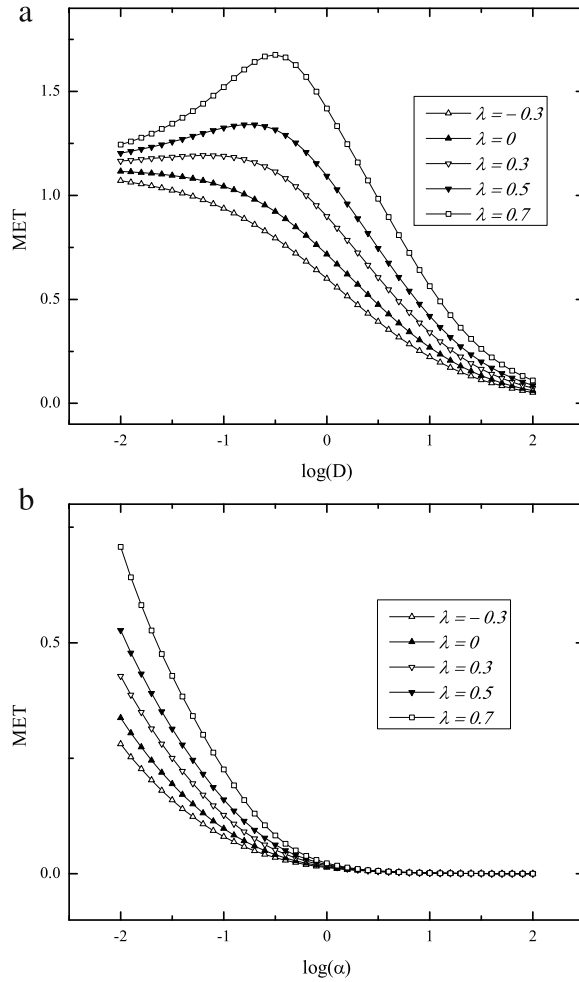 a
1.5
1.0
0.5
0.0
MET
λ = − 0.3
λ = 0
λ = 0.3
λ = 0.5
λ = 0.7
-2
-1
0
1
2
log(D)
b
0.5
0.0
MET
λ = − 0.3
λ = 0
λ = 0.3
λ = 0.5
λ = 0.7
-2
-1
0
1
2
log(α)